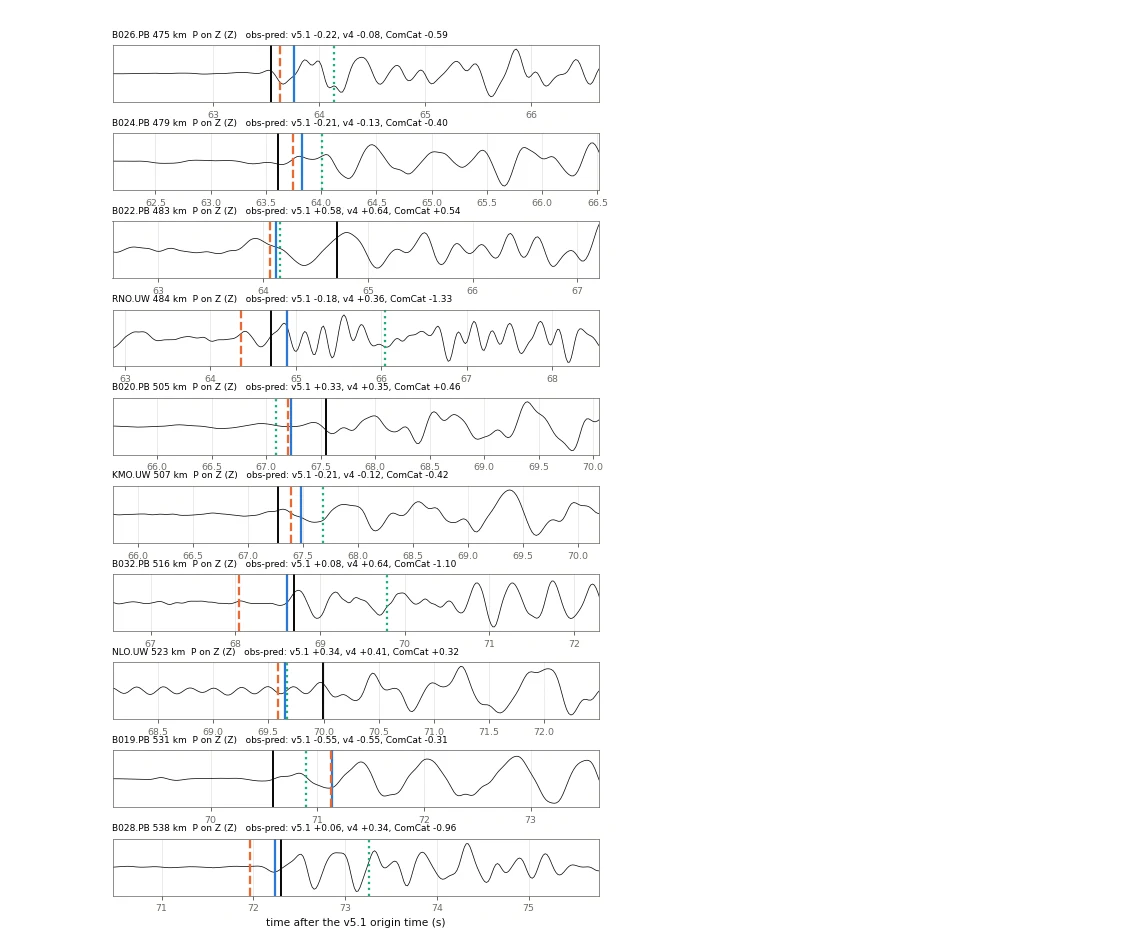 B026.PB 475 km  P on Z (Z)   obs-pred: v5.1 -0.22, v4 -0.08, ComCat -0.59
63 64 65 66
B024.PB 479 km  P on Z (Z)   obs-pred: v5.1 -0.21, v4 -0.13, ComCat -0.40
62.5 63.0 63.5 64.0 64.5 65.0 65.5 66.0 66.5
B022.PB 483 km  P on Z (Z)   obs-pred: v5.1 +0.58, v4 +0.64, ComCat +0.54
63 64 65 66 67
RNO.UW 484 km  P on Z (Z)   obs-pred: v5.1 -0.18, v4 +0.36, ComCat -1.33
63 64 65 66 67 68
B020.PB 505 km  P on Z (Z)   obs-pred: v5.1 +0.33, v4 +0.35, ComCat +0.46
66.0 66.5 67.0 67.5 68.0 68.5 69.0 69.5 70.0
KMO.UW 507 km  P on Z (Z)   obs-pred: v5.1 -0.21, v4 -0.12, ComCat -0.42
66.0 66.5 67.0 67.5 68.0 68.5 69.0 69.5 70.0
B032.PB 516 km  P on Z (Z)   obs-pred: v5.1 +0.08, v4 +0.64, ComCat -1.10
67 68 69 70 71 72
NLO.UW 523 km  P on Z (Z)   obs-pred: v5.1 +0.34, v4 +0.41, ComCat +0.32
68.5 69.0 69.5 70.0 70.5 71.0 71.5 72.0
B019.PB 531 km  P on Z (Z)   obs-pred: v5.1 -0.55, v4 -0.55, ComCat -0.31
70 71 72 73
B028.PB 538 km  P on Z (Z)   obs-pred: v5.1 +0.06, v4 +0.34, ComCat -0.96
71 72 73 74 75
time after the v5.1 origin time (s)